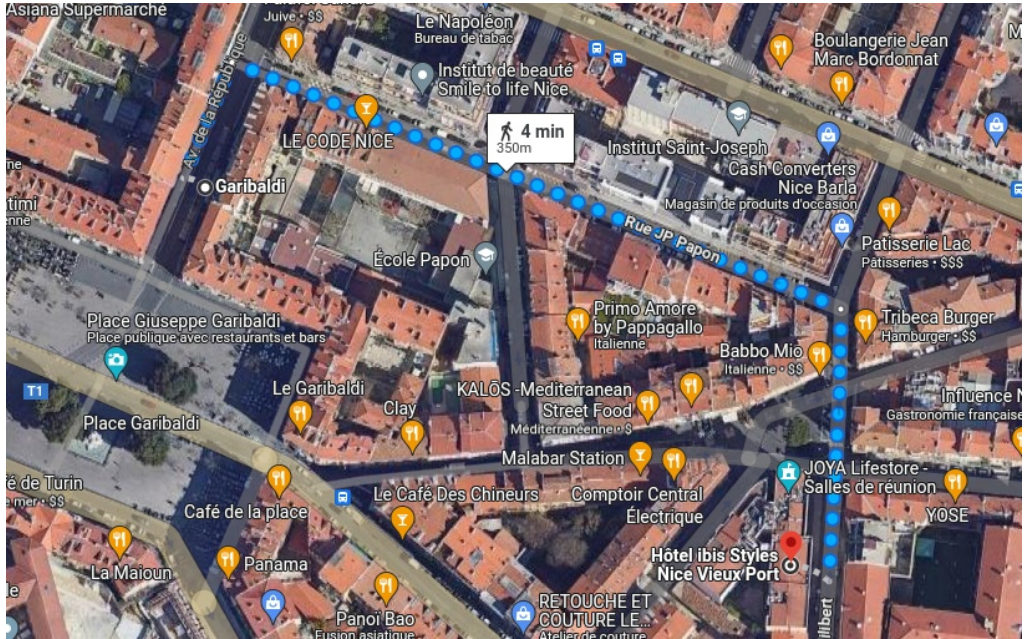 Asiana Supermarché
Juive • $$
Le Napoléon
Bureau de tabac
Boulangerie Jean
Marc Bordonnat
Av. de la République
Institut de beauté
Smile to life Nice
LE CODE NICE
4 min
350m
Institut Saint-Joseph
Cash Converters
Nice Barla
Magasin de produits d'occasion
Garibaldi
Rue JP Papon
École Papon
Patisserie Lac
Pâtisseries • $$$
Place Giuseppe Garibaldi
Place publique avec restaurants et bars
Primo Amore
by Pappagallo
Italienne
Tribeca Burger
Hamburger • $$
Babbo Mio
Italienne • $$
T1
Le Garibaldi
KALŌS -Mediterranean
Street Food
Méditerranéenne • $
Influence N
Gastronomie française
Clay
Place Garibaldi
Malabar Station
JOYA Lifestore -
Salles de réunion
fé de Turin
e mer • $$
Café de la place
Le Café Des Chineurs
Comptoir Central
Électrique
YOSE
La Maioun
Panama
Hôtel ibis Styles
Nice Vieux Port
Panoï Bao
Fusion asiatique
RETOUCHE ET
COUTURE LE...
Atelier de couture
ilibert